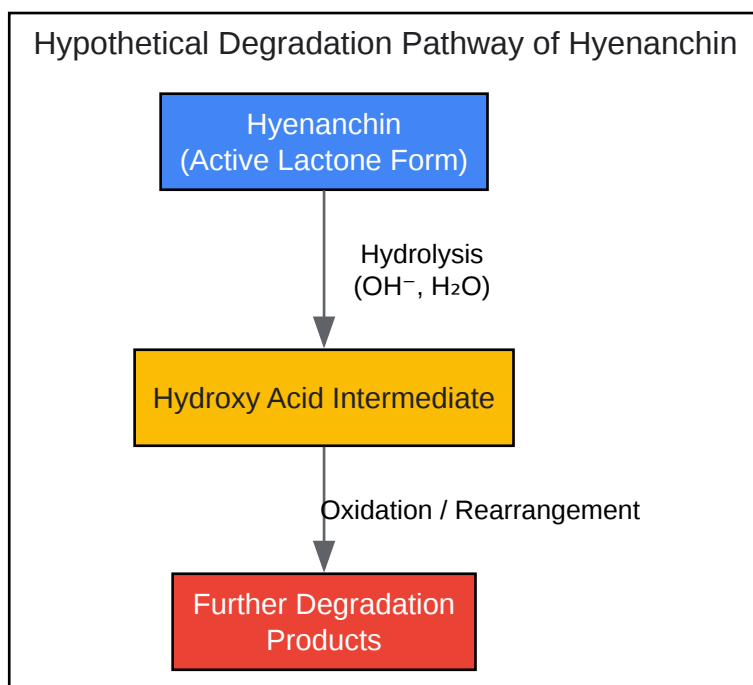 Hypothetical Degradation Pathway of Hyenanchin
Hyenanchin
(Active Lactone Form)
Hydrolysis
(OH⁻, H₂O)
Hydroxy Acid Intermediate
Oxidation / Rearrangement
Further Degradation
Products